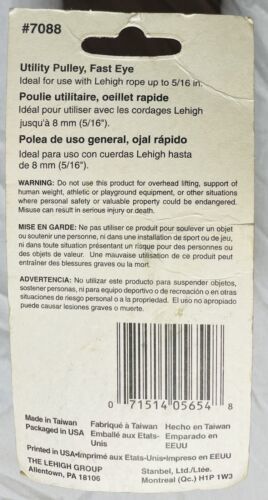 #7088
Utility Pulley, Fast Eye
Ideal for use with Lehigh rope up to 5/16 in.
Poulie utilitaire, oeillet rapide
Idéal pour utiliser avec les cordages Lehigh
jusqu'à 8 mm (5/16").
Polea de uso general, ojal rápido
Ideal para uso con cuerdas Lehigh hasta
de 8 mm (5/16").
WARNING: Do not use this product for overhead lifting, support of
human weight, athletic or playground equipment, or other situations
where personal safety or valuable property could be endangered.
Misuse can result in serious injury or death.
MISE EN GARDE: Ne pas utiliser ce produit pour soulever un objet
ou soutenir une personne, ni dans une installation de sport ou de jeu,
ni dans toute situation présentant un risque pour des personnes ou
des objets de valeur. Une mauvaise utilisation de ce produit peut
entraîner des blessures graves ou la mort.
ADVERTENCIA: No utilizar este producto para suspender objetos,
sostener personas, ni para equipo deportivo o de recreación o en otras
situaciones de riesgo personal o a la propiedad. El uso no apropiado
puede causar lesiones graves o muerte.
0 71514 05654 8
Made in Taiwan
Packaged in USA
Fabriqué à Taiwan
Emballé aux Etats-
Unis
Hecho en Taiwan
Emparado en
EEUU
Printed in USA•Imprimé aux Etats-Unis•Impreso en EEUU
THE LEHIGH GROUP
Allentown, PA 18106
Stanbel, Ltd./Ltée.
Montreal (Qc.) H1P 1W3